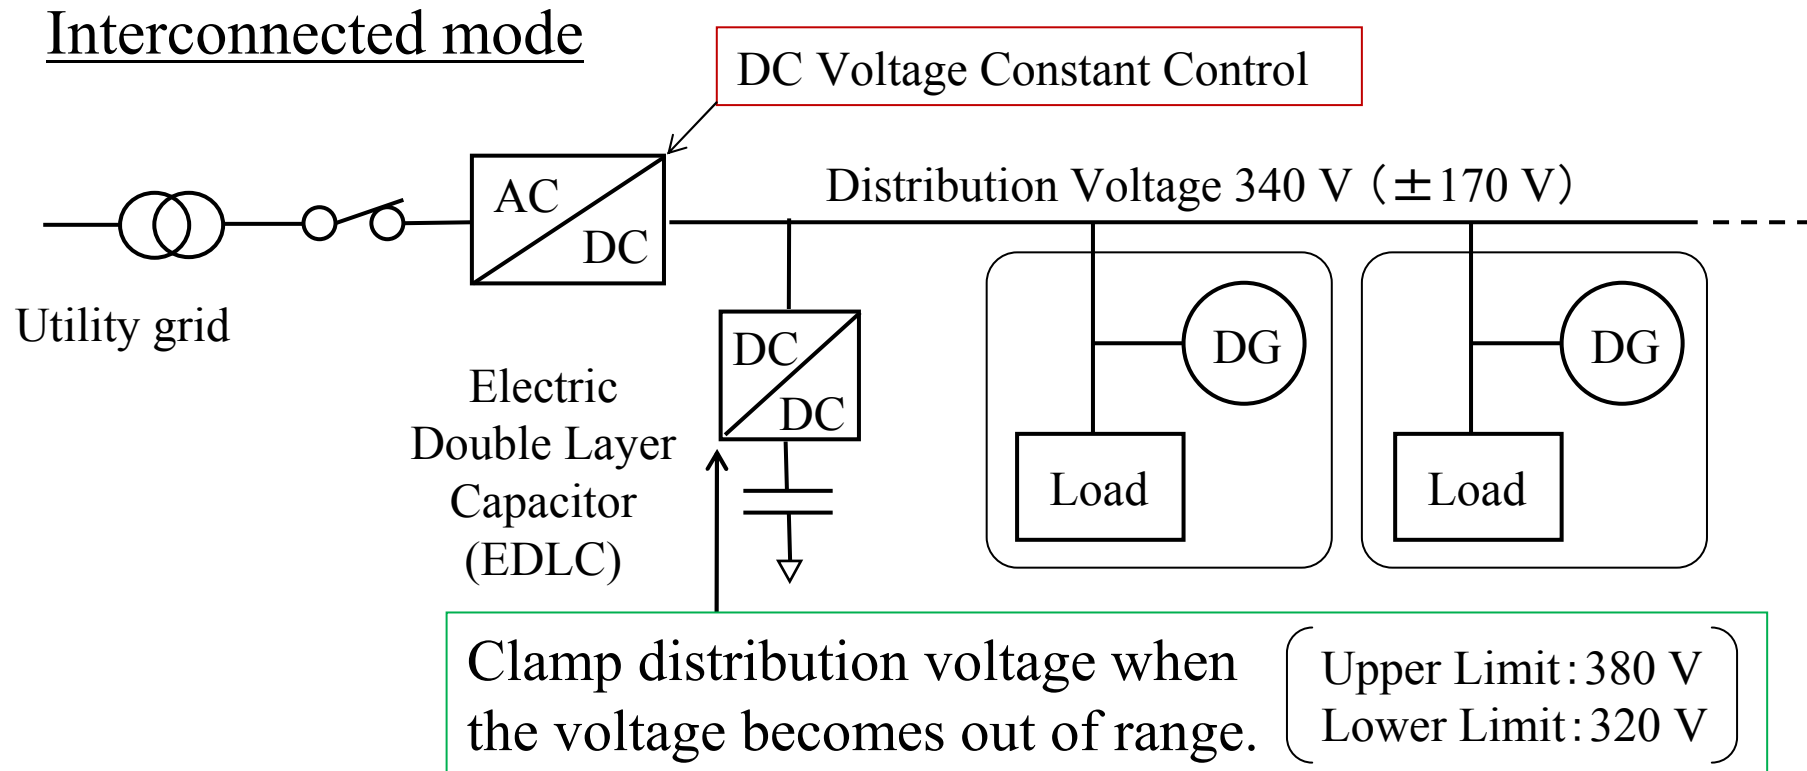 Interconnected mode
DC Voltage Constant Control
Distribution Voltage 340 V (±170 V)
AC
DC
Utility grid
DC
DC
Electric
Double Layer
Capacitor
(EDLC)
DG
Load
DG
Load
Clamp distribution voltage when
the voltage becomes out of range.
Upper Limit:380 V
Lower Limit:320 V